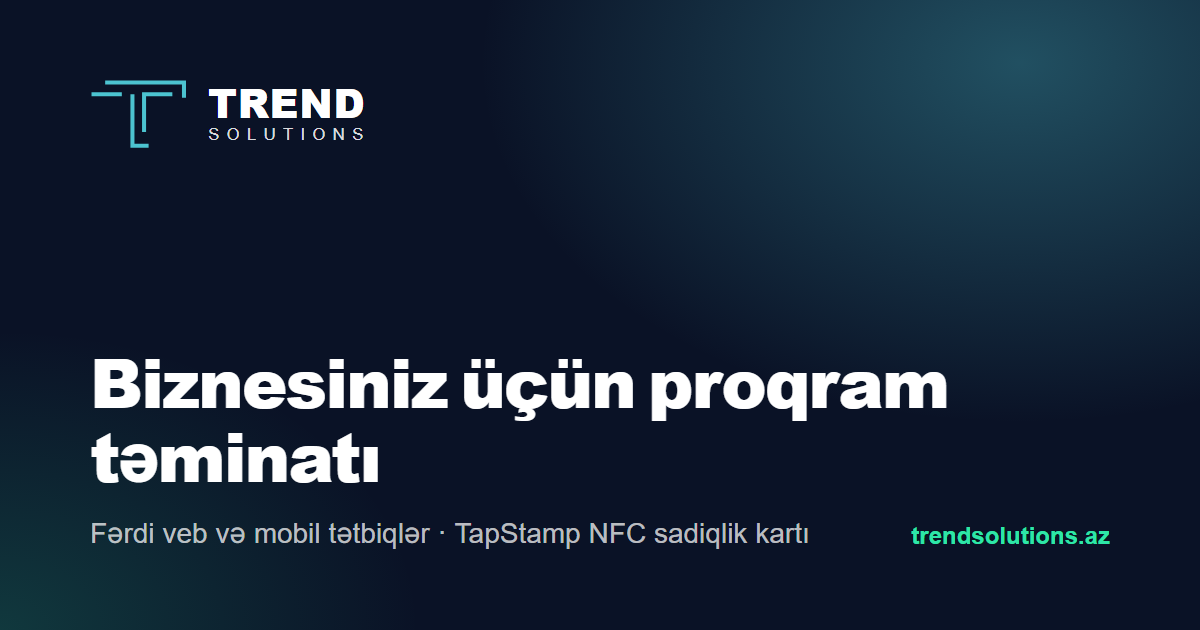 TREND
SOLUTIONS
Biznesiniz üçün proqram
təminatı
Fərdi veb və mobil tətbiqlər · TapStamp NFC sadiqlik kartı
trendsolutions.az